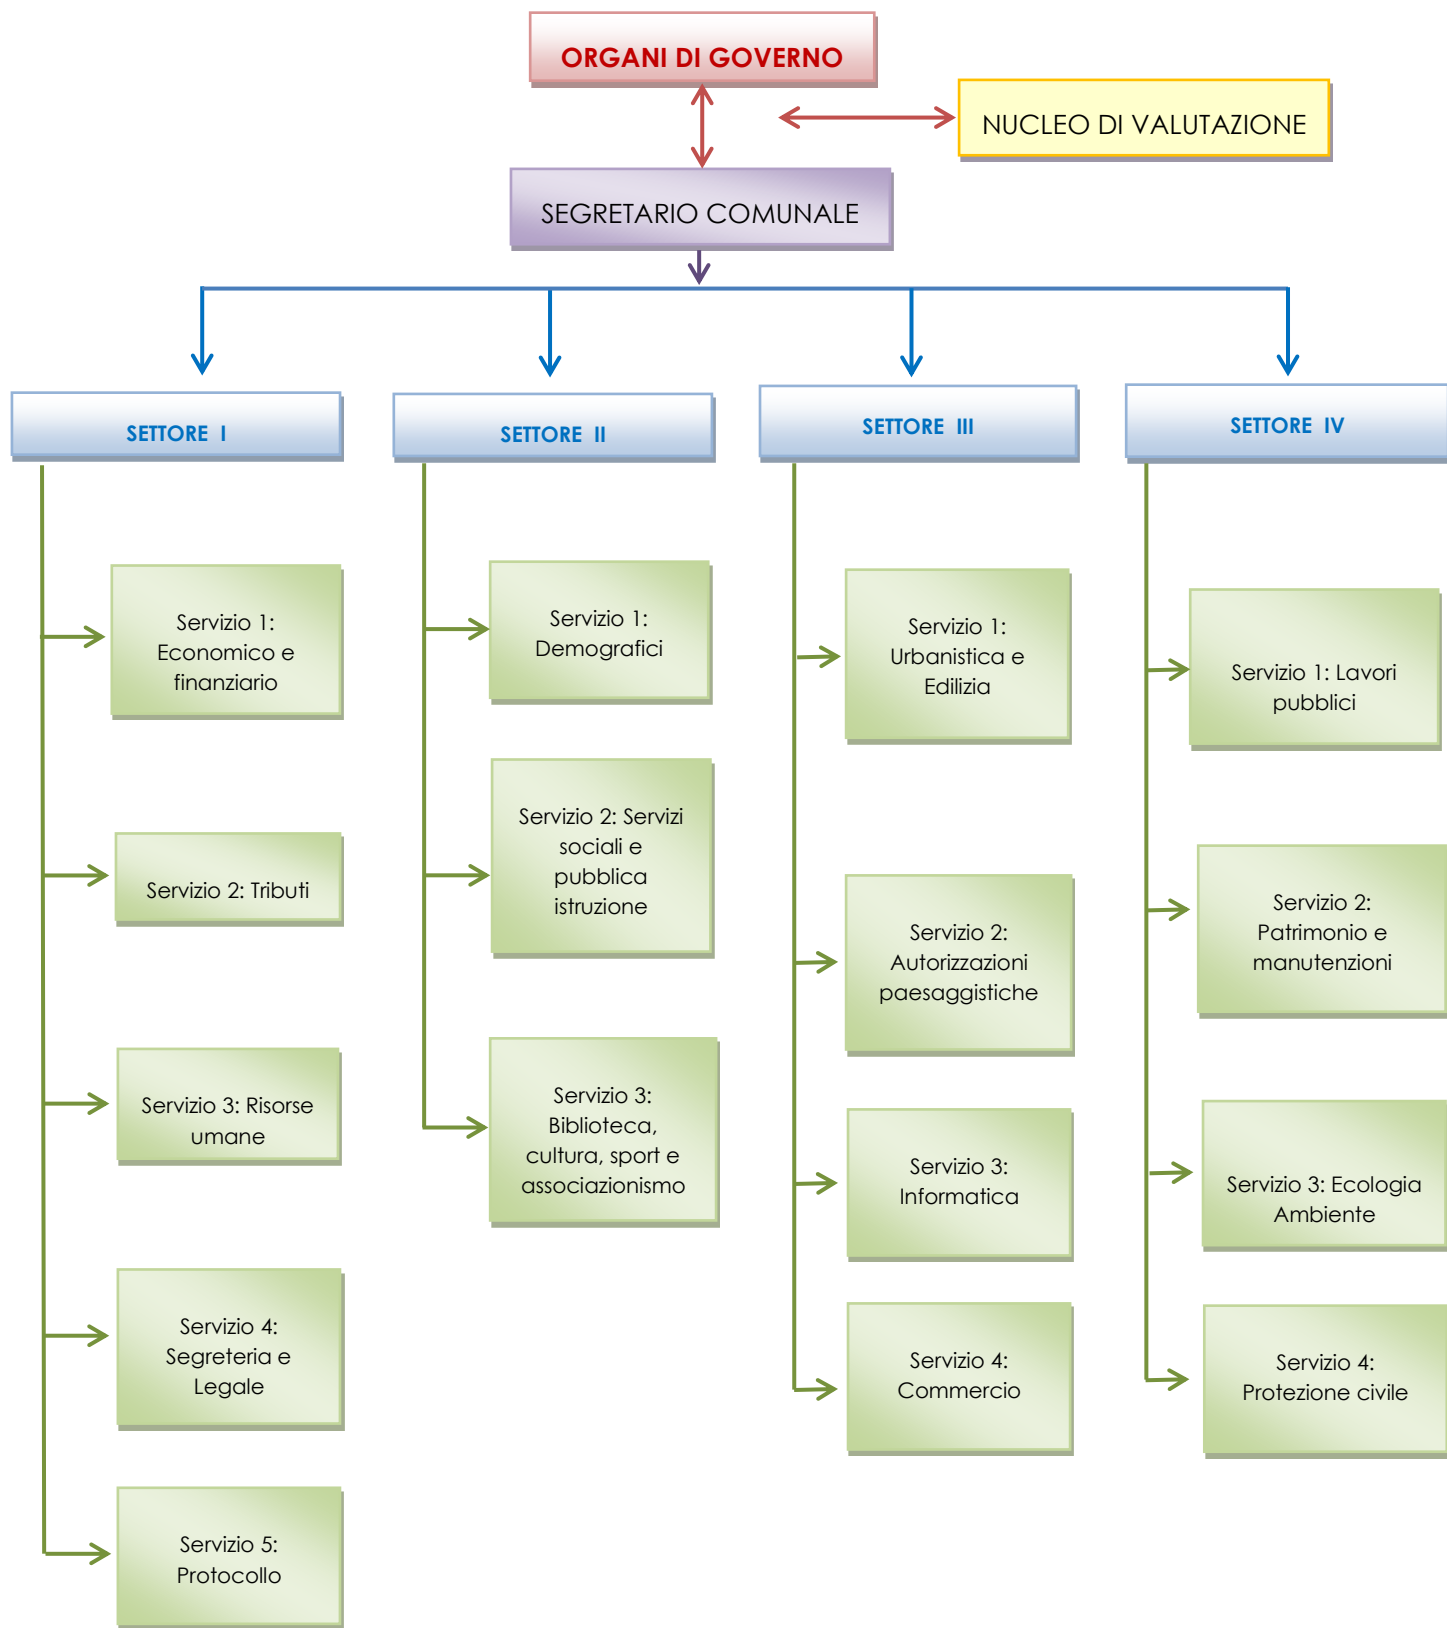 ORGANI DI GOVERNO
NUCLEO DI VALUTAZIONE
SEGRETARIO COMUNALE
SETTORE I
SETTORE II
SETTORE III
SETTORE IV
Servizio 1:
Economico e
finanziario
Servizio 2: Tributi
Servizio 3: Risorse
umane
Servizio 4:
Segreteria e
Legale
Servizio 5:
Protocollo
Servizio 1:
Demografici
Servizio 2: Servizi
sociali e
pubblica
istruzione
Servizio 3:
Biblioteca,
cultura, sport e
associazionismo
Servizio 1:
Urbanistica e
Edilizia
Servizio 2:
Autorizzazioni
paesaggistiche
Servizio 3:
Informatica
Servizio 4:
Commercio
Servizio 1: Lavori
pubblici
Servizio 2:
Patrimonio e
manutenzioni
Servizio 3: Ecologia
Ambiente
Servizio 4:
Protezione civile